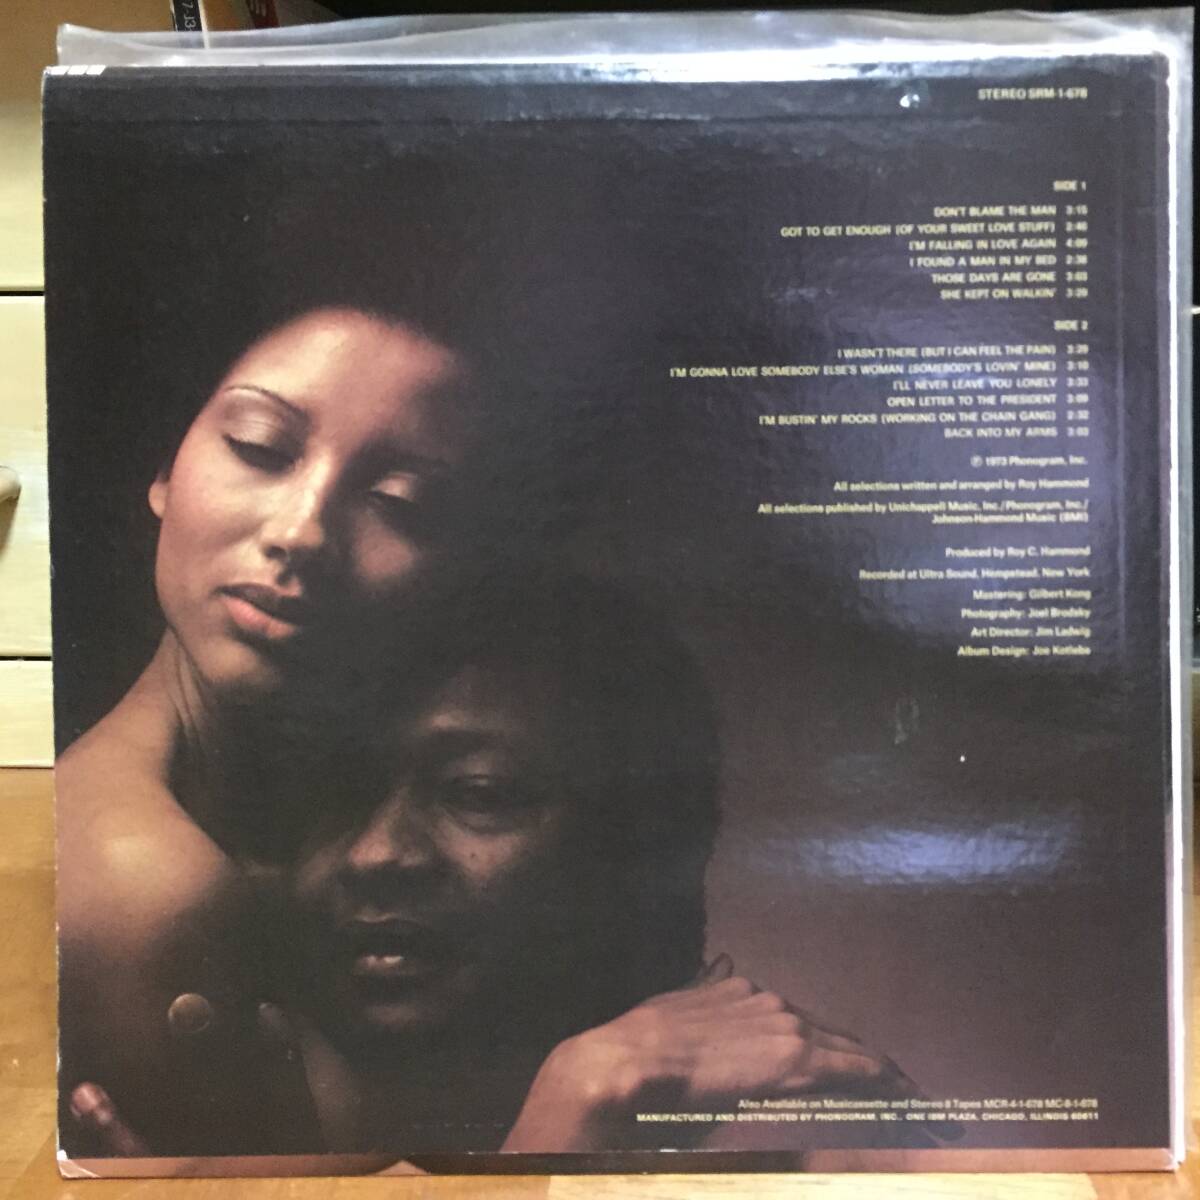 STEREO SRM-1-678
SIDE 1
DON'T BLAME THE MAN 3:15
GOT TO GET ENOUGH (OF YOUR SWEET LOVE STUFF) 2:40
I'M FALLING IN LOVE AGAIN 4:09
I FOUND A MAN IN MY BED 2:38
THOSE DAYS ARE GONE 3:03
SHE KEPT ON WALKIN' 3:20
SIDE 2
I WASN'T THERE (BUT I CAN FEEL THE PAIN) 3:20
I'M GONNA LOVE SOMEBODY ELSE'S WOMAN (SOMEBODY'S LOVIN' MINE) 3:10
I'LL NEVER LEAVE YOU LONELY 3:33
OPEN LETTER TO THE PRESIDENT 3:09
I'M BUSTIN' MY ROCKS (WORKING ON THE CHAIN GANG) 2:32
BACK INTO MY ARMS 3:03
Ⓟ 1973 Phonogram, Inc.
All selections written and arranged by Roy Hammond
All selections published by Unichappell Music, Inc./Phonogram, Inc./
Johnson-Hammond Music (BMI)
Produced by Roy C. Hammond
Recorded at Ultra Sound, Hempstead, New York
Mastering: Gilbert Kong
Photography: Joel Brodsky
Art Director: Jim Ladwig
Album Design: Joe Kotleba
Also Available on Musicassette and Stereo 8 Tapes MCR-4-1-678 MC-8-1-678
MANUFACTURED AND DISTRIBUTED BY PHONOGRAM, INC., ONE IBM PLAZA, CHICAGO, ILLINOIS 60611